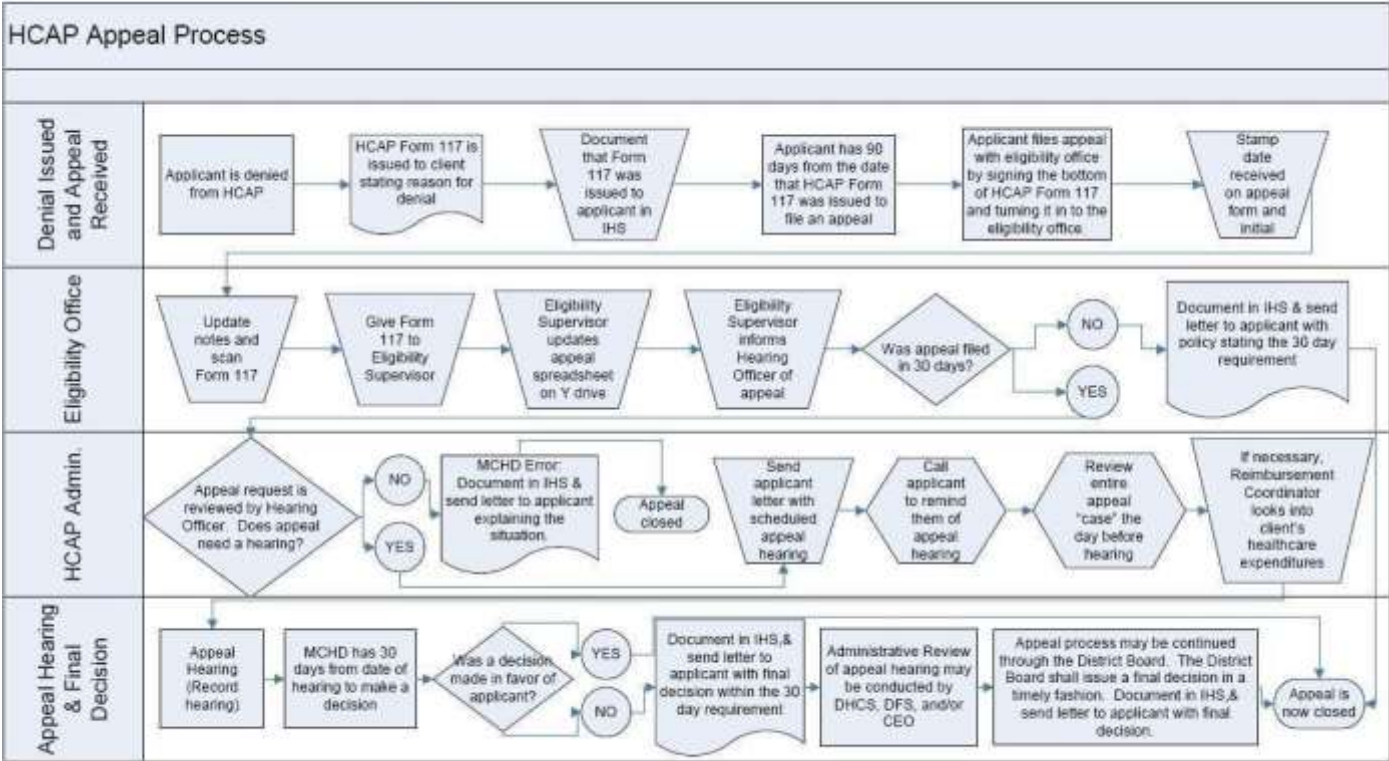 HCAP Appeal Process
Denial Issued
and Appeal
Received
Applicant is denied
from HCAP
HCAP Form 117 is
issued to client
stating reason for
denial
Document
that Form
117 was
issued to
applicant in
IHS
Applicant has 90
days from the date
that HCAP Form
117 was issued to
file an appeal
Applicant files appeal
with eligibility office
by signing the bottom
of HCAP Form 117
and turning it in to the
eligibility office
Stamp
date
received
on appeal
form and
initial
Eligibility Office
Update
notes and
scan
Form 117
Give Form
117 to
Eligibility
Supervisor
Eligibility
Supervisor
updates
appeal
spreadsheet
on Y drive
Eligibility
Supervisor
informs
Hearing
Officer of
appeal
Was appeal filed
in 30 days?
NO
YES
Document in IHS & send
letter to applicant with
policy stating the 30 day
requirement
HCAP Admin.
Appeal request is
reviewed by Hearing
Officer. Does appeal
need a hearing?
NO
YES
MCHD Error:
Document in IHS &
send letter to applicant
explaining the
situation.
Appeal
closed
Send
applicant
letter with
scheduled
appeal
hearing
Call
applicant
to remind
them of
appeal
hearing
Review
entire
appeal
"case" the
day before
hearing
If necessary,
Reimbursement
Coordinator
looks into
client's
healthcare
expenditures
Appeal Hearing
& Final
Decision
Appeal
Hearing
(Record
hearing)
MCHD has 30
days from date of
hearing to make a
decision
Was a decision
made in favor of
applicant?
YES
NO
Document in IHS,&
send letter to
applicant with final
decision within the 30
day requirement
Administrative Review
of appeal hearing may
be conducted by
DHCS, DFS, and/or
CEO
Appeal process may be continued
through the District Board. The District
Board shall issue a final decision in a
timely fashion. Document in IHS,&
send letter to applicant with final
decision.
Appeal is
now closed